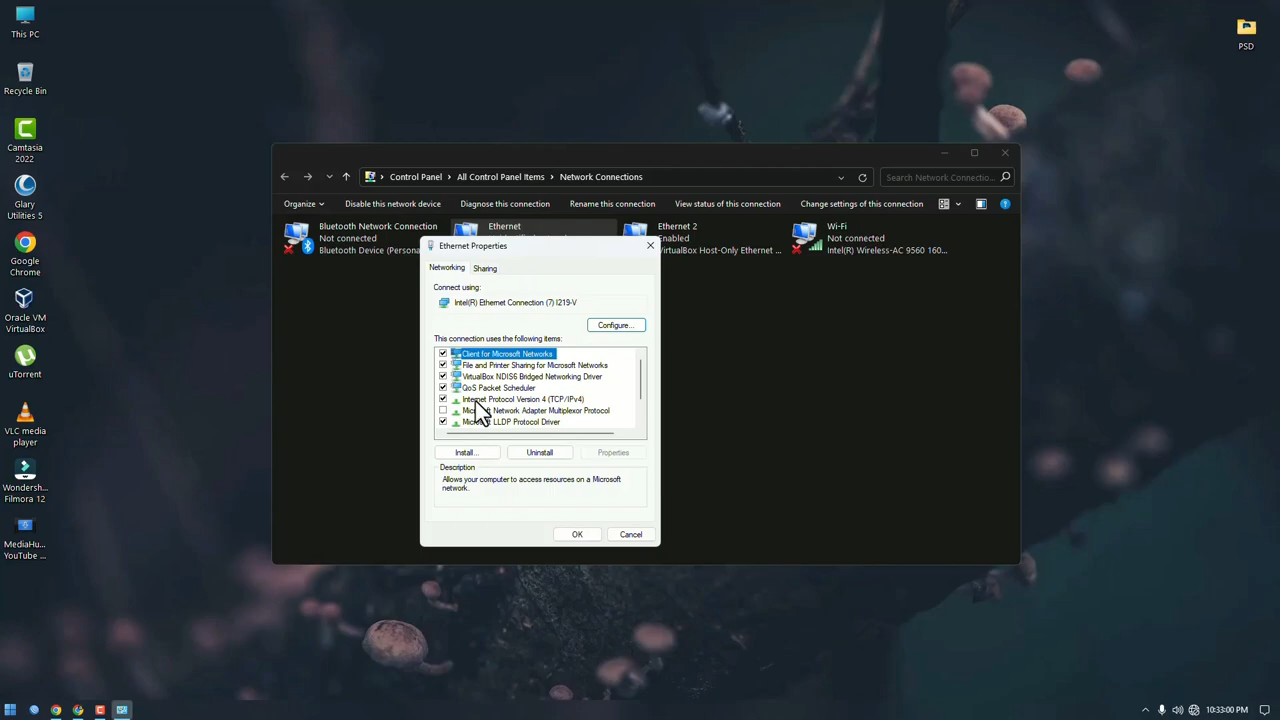 This PC
Recycle Bin
Camtasia
2022
Glary
Utilities 5
Google
Chrome
Oracle VM
VirtualBox
uTorrent
VLC media
player
Wondersh...
Filmora 12
MediaHu...
YouTube ...
PSD
Control Panel > All Control Panel Items > Network Connections
Search Network Connectio...
Organize
Disable this network device
Diagnose this connection
Rename this connection
View status of this connection
Change settings of this connection
Bluetooth Network Connection
Not connected
Bluetooth Device (Persona
Ethernet
Ethernet 2
Enabled
VirtualBox Host-Only Ethernet ...
Wi-Fi
Not connected
Intel(R) Wireless-AC 9560 160...
Ethernet Properties
Networking
Sharing
Connect using:
Intel(R) Ethernet Connection (7) I219-V
Configure...
This connection uses the following items:
Client for Microsoft Networks
File and Printer Sharing for Microsoft Networks
VirtualBox NDIS6 Bridged Networking Driver
QoS Packet Scheduler
Internet Protocol Version 4 (TCP/IPv4)
Network Adapter Multiplexor Protocol
LLDP Protocol Driver
Install...
Uninstall
Properties
Description
Allows your computer to access resources on a Microsoft
network.
OK
Cancel
10:33:00 PM